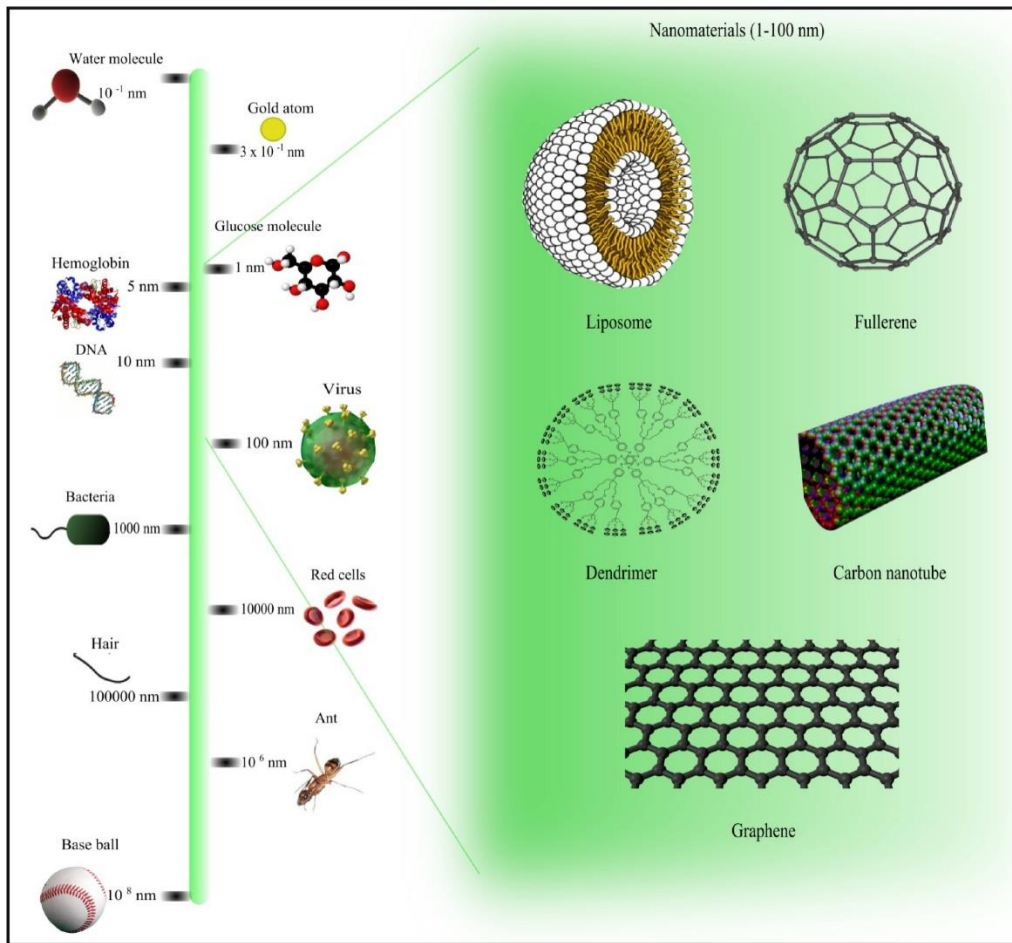 Nanomaterials (1-100 nm)
Water molecule
10 ⁻¹ nm
Gold atom
3 x 10 ⁻¹ nm
Glucose molecule
1 nm
Hemoglobin
5 nm
DNA
10 nm
Virus
100 nm
Bacteria
1000 nm
Red cells
10000 nm
Hair
100000 nm
Ant
10 ⁶ nm
Base ball
10 ⁸ nm
Liposome
Fullerene
Dendrimer
Carbon nanotube
Graphene